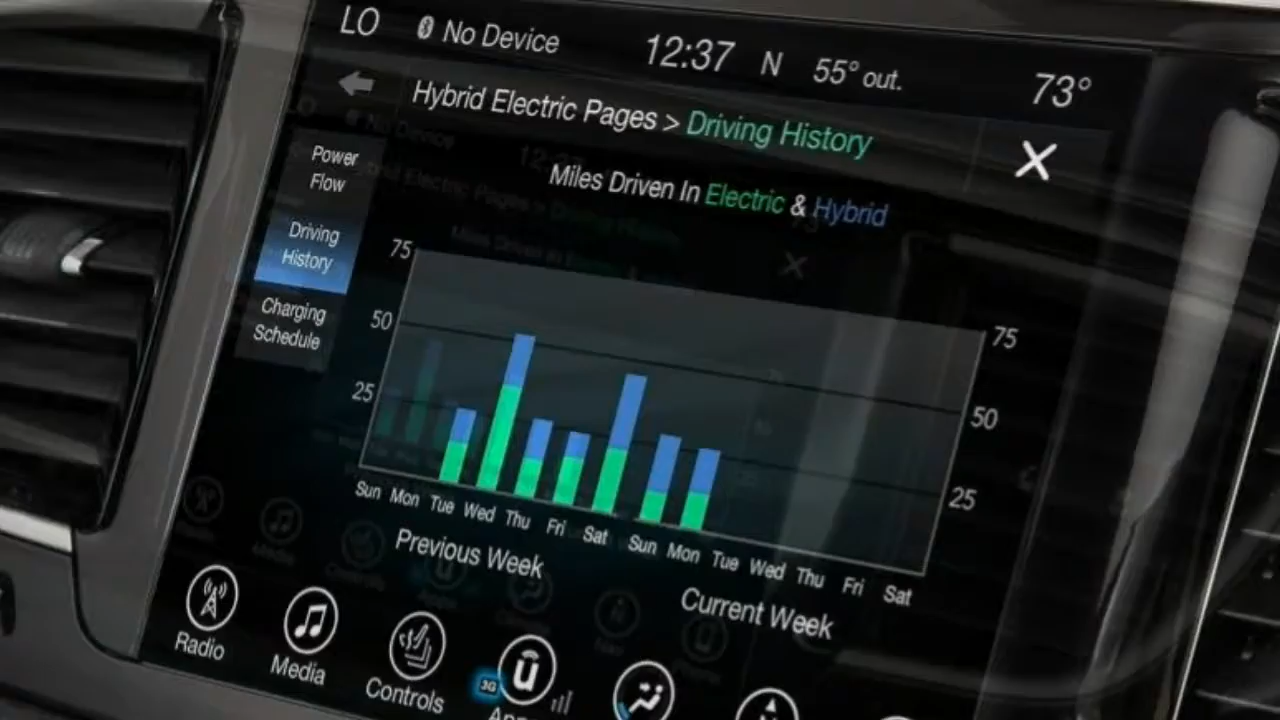 LO No Device 12:37 N 55° out. 73°
Hybrid Electric Pages > Driving History
X
Power
Flow
Miles Driven In Electric & Hybrid
Driving
History
Charging
Schedule
75 75
50 50
25 25
Sun Mon Tue Wed Thu Fri Sat Sun Mon Tue Wed Thu Fri Sat
Previous Week Current Week
Radio Media Controls 3G